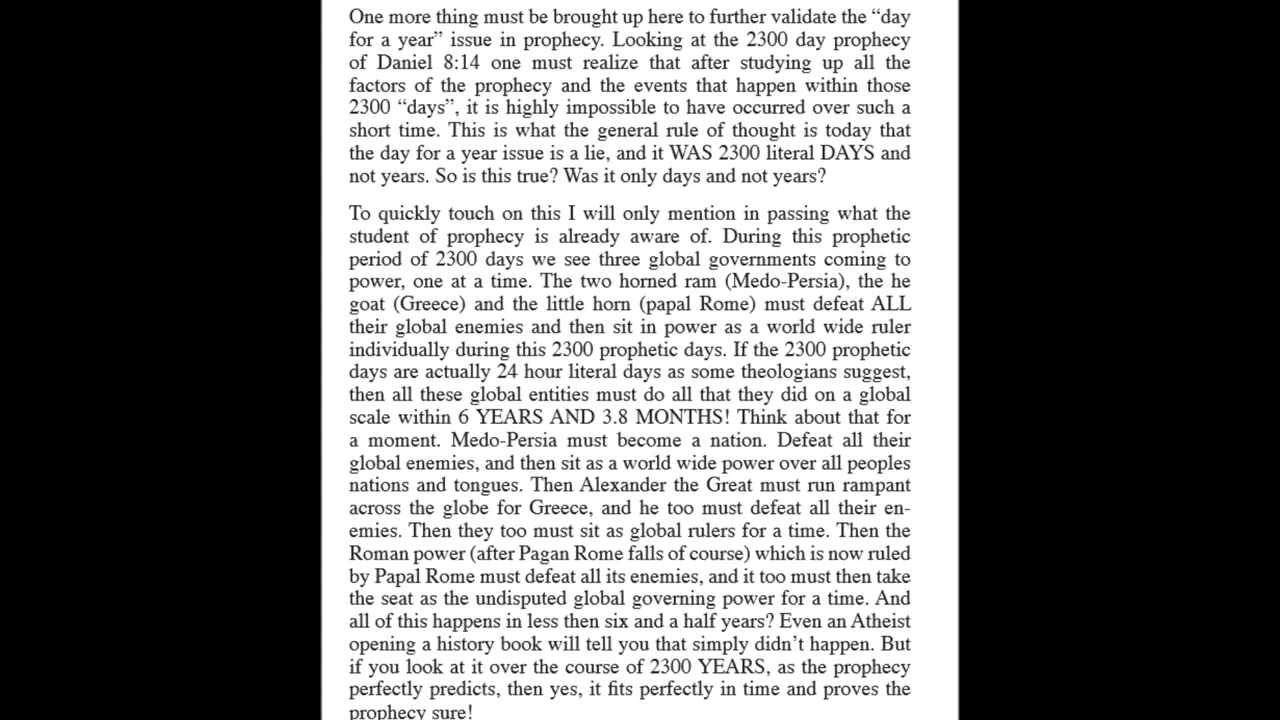 One more thing must be brought up here to further validate the “day
for a year” issue in prophecy. Looking at the 2300 day prophecy
of Daniel 8:14 one must realize that after studying up all the
factors of the prophecy and the events that happen within those
2300 “days”, it is highly impossible to have occurred over such a
short time. This is what the general rule of thought is today that
the day for a year issue is a lie, and it WAS 2300 literal DAYS and
not years. So is this true? Was it only days and not years?
To quickly touch on this I will only mention in passing what the
student of prophecy is already aware of. During this prophetic
period of 2300 days we see three global governments coming to
power, one at a time. The two horned ram (Medo-Persia), the he
goat (Greece) and the little horn (papal Rome) must defeat ALL
their global enemies and then sit in power as a world wide ruler
individually during this 2300 prophetic days. If the 2300 prophetic
days are actually 24 hour literal days as some theologians suggest,
then all these global entities must do all that they did on a global
scale within 6 YEARS AND 3.8 MONTHS! Think about that for
a moment. Medo-Persia must become a nation. Defeat all their
global enemies, and then sit as a world wide power over all peoples
nations and tongues. Then Alexander the Great must run rampant
across the globe for Greece, and he too must defeat all their en-
emies. Then they too must sit as global rulers for a time. Then the
Roman power (after Pagan Rome falls of course) which is now ruled
by Papal Rome must defeat all its enemies, and it too must then take
the seat as the undisputed global governing power for a time. And
all of this happens in less then six and a half years? Even an Atheist
opening a history book will tell you that simply didn’t happen. But
if you look at it over the course of 2300 YEARS, as the prophecy
perfectly predicts, then yes, it fits perfectly in time and proves the
prophecy sure!